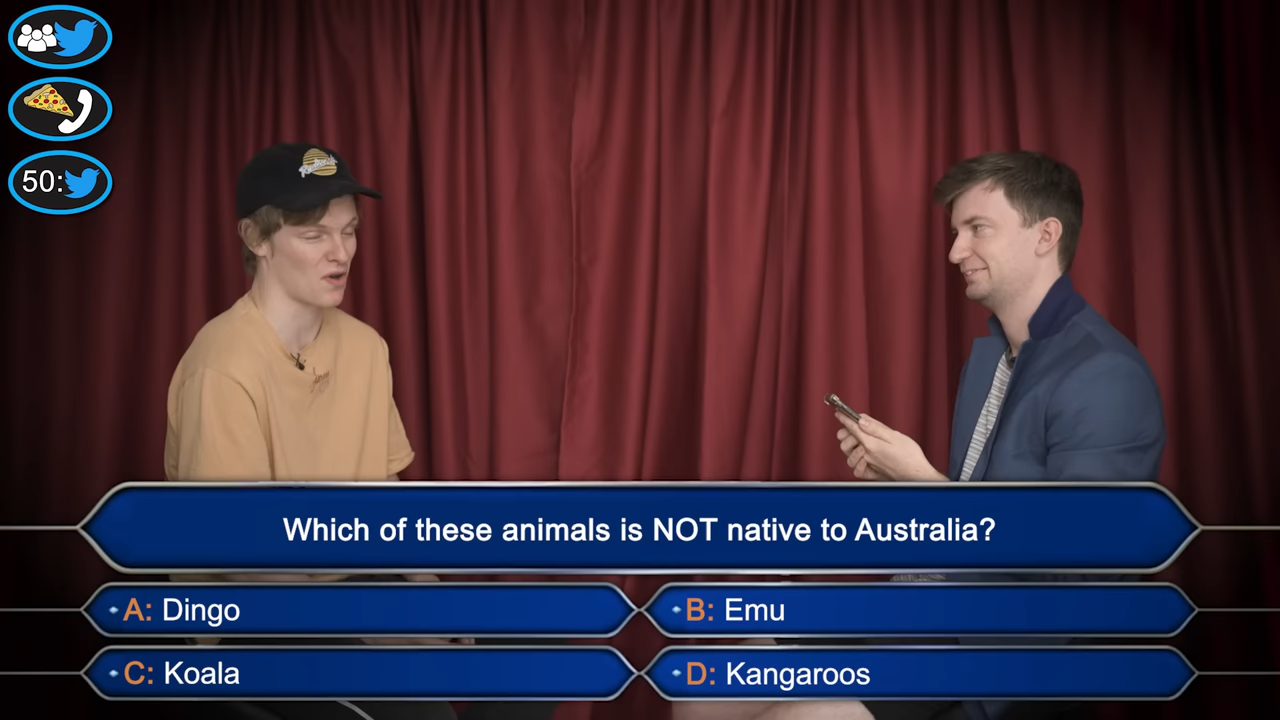 50:
Which of these animals is NOT native to Australia?
A: Dingo
B: Emu
C: Koala
D: Kangaroos